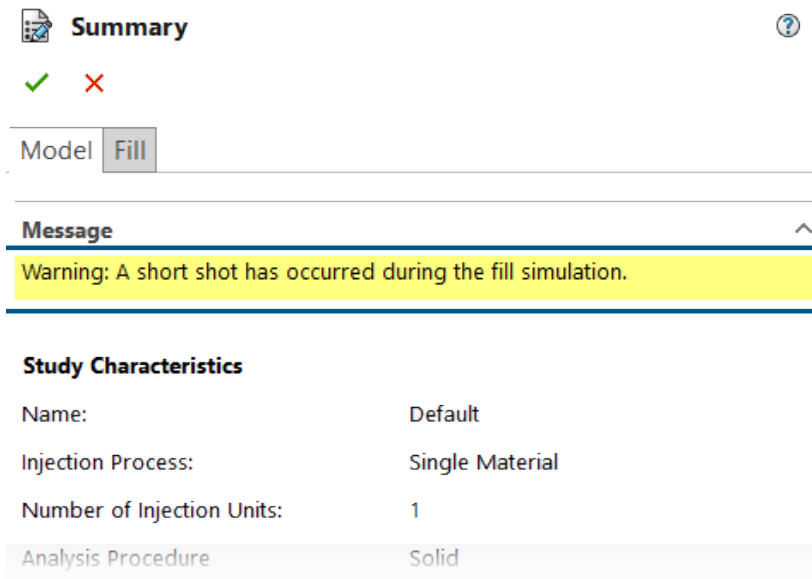 Summary
?
Model Fill
Message
Warning: A short shot has occurred during the fill simulation.
Study Characteristics
Name: Default
Injection Process: Single Material
Number of Injection Units: 1
Analysis Procedure Solid